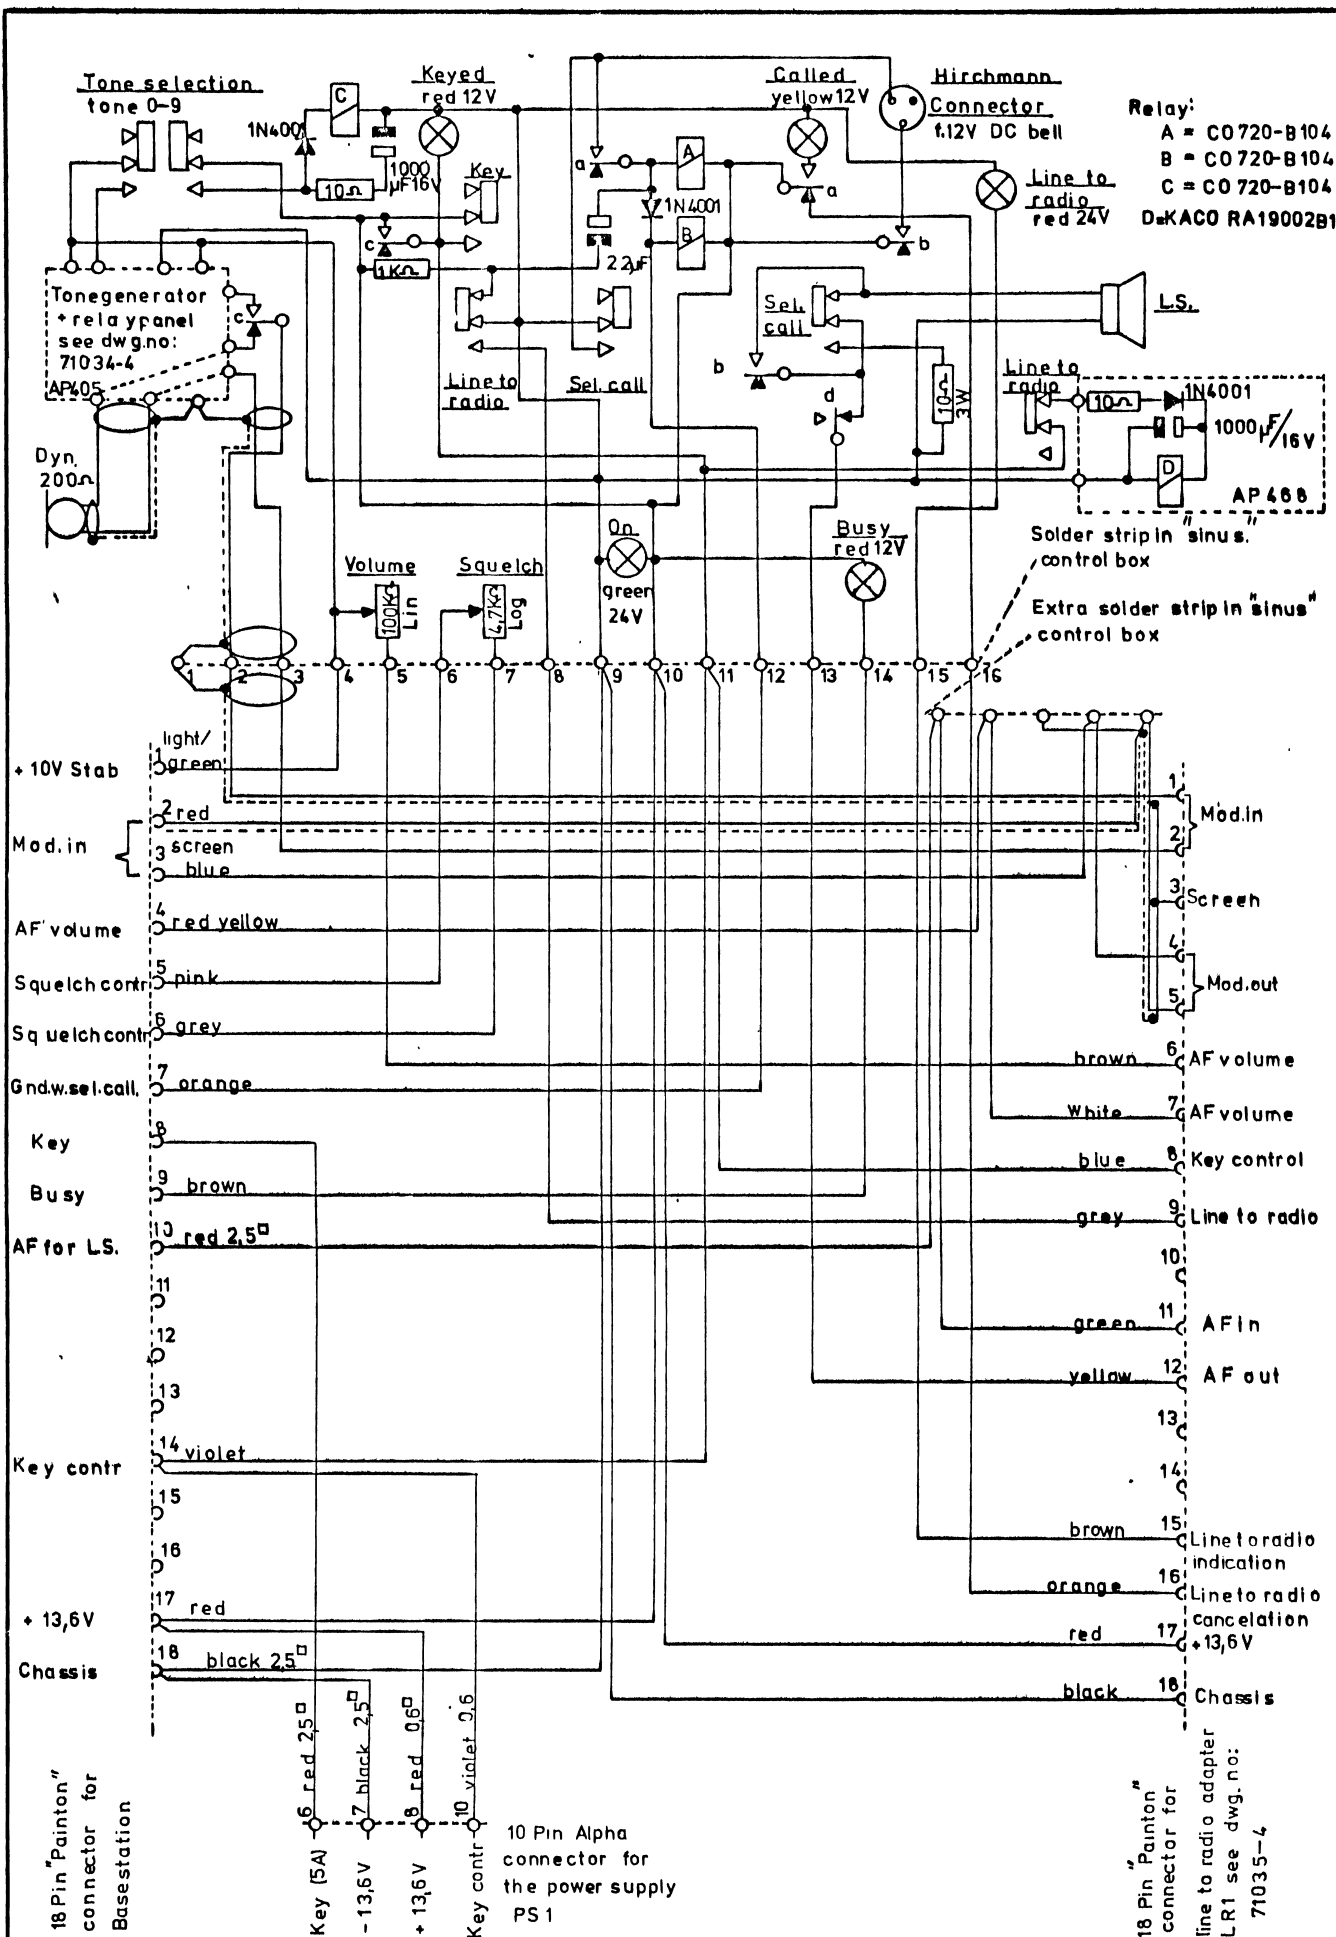 Tone selection
tone 0-9
Keyed
red 12V
Called
yellow 12V
Hirchmann
Connector
f.12V DC bell
Relay:
A = CO 720-B104
B = CO 720-B104
C = CO 720-B104
D=KACO RA19002B1
C
1N4001
10Ω
1000
µF16V
Key
a
A
1N4001
B
22µF
a
b
Line to
radio
red 24V
c
1KΩ
Tonegenerator
+ relaypanel
see dwg.no:
71034-4
AP405
c
Line to
radio
Sel. call
Sel.
call
b
d
10Ω
3W
L.S.
Line to
radio
10Ω
1N4001
1000µF/16V
D
AP 468
Dyn.
200Ω
On
green
24V
Busy
red 12V
Solder strip in "sinus."
control box
Extra solder strip in "sinus"
control box
Volume
100KΩ
Lin
Squelch
4,7KΩ
Log
1 2 3 4 5 6 7 8 9 10 11 12 13 14 15 16
+ 10V Stab
1 light/
green
Mod. in
2 red
3 screen
blue
AF volume
4 red yellow
Squelch contr
5 pink
Squelch contr
6 grey
Gnd.w.sel.call.
7 orange
Key
8
Busy
9 brown
AF for LS.
10 red 2,5□
11
12
13
Key contr
14 violet
15
16
+ 13,6V
17 red
Chassis
18 black 2,5□
1
2
Mod.in
3 Screen
4
5
Mod.out
brown 6 AF volume
White 7 AF volume
blue 8 Key control
grey 9 Line to radio
10
green 11 AF in
yellow 12 AF out
13
14
brown 15 Line to radio
indication
orange 16 Line to radio
cancelation
red 17 +13,6V
black 18 Chassis
6 red 2,5□
7 black 2,5□
8 red 0,6□
10 violet 0,6
Key (5A)
- 13,6V
+ 13,6V
Key contr
10 Pin Alpha
connector for
the power supply
PS1
18 Pin "Painton"
connector for
Basestation
18 Pin "Painton"
connector for
line to radio adapter
LR1 see dwg. no:
71035-4